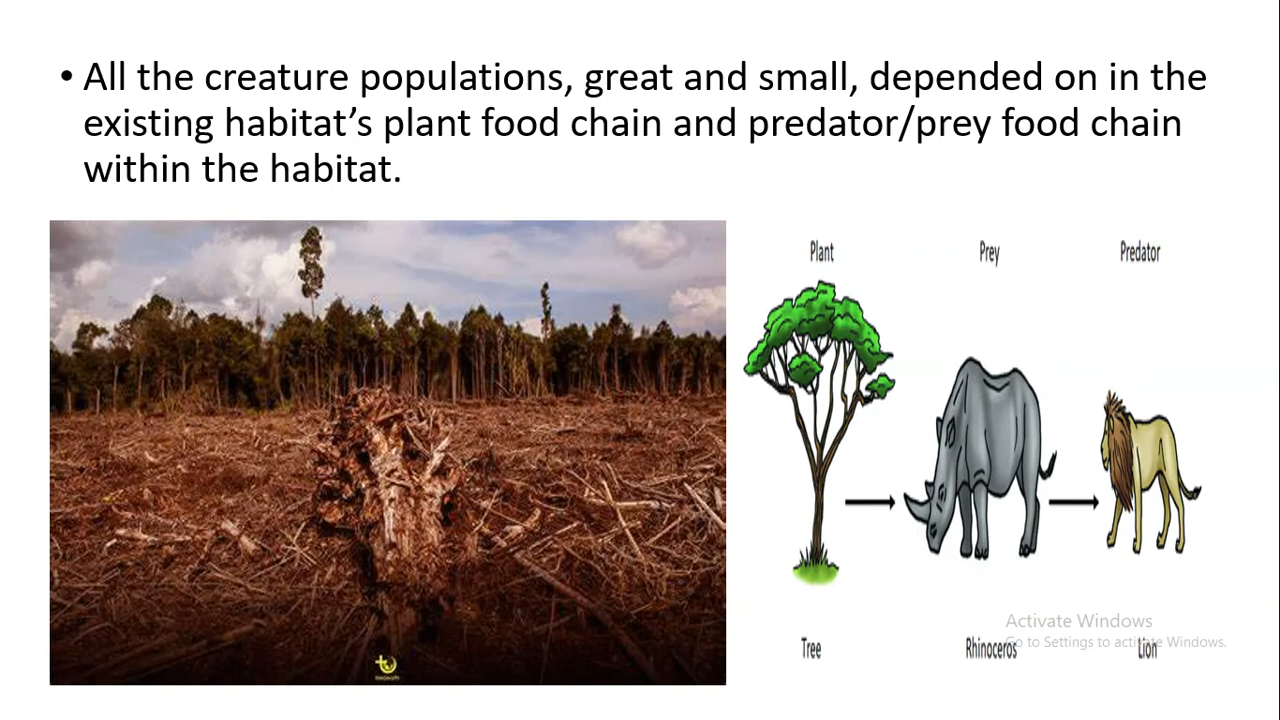 • All the creature populations, great and small, depended on in the
existing habitat’s plant food chain and predator/prey food chain
within the habitat.
Plant
Prey
Predator
Activate Windows
Go to Settings to activate Windows.
Tree
Rhinoceros
Lion